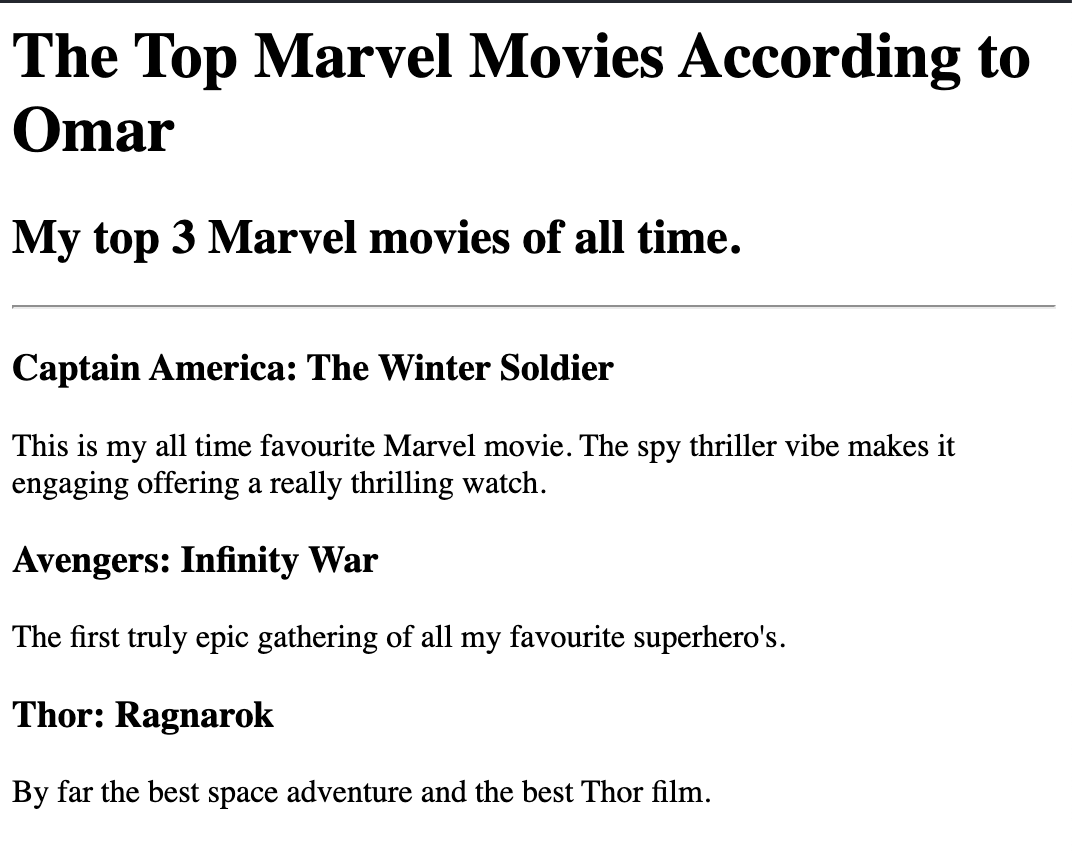 The Top Marvel Movies According to
Omar
My top 3 Marvel movies of all time.
Captain America: The Winter Soldier
This is my all time favourite Marvel movie. The spy thriller vibe makes it
engaging offering a really thrilling watch.
Avengers: Infinity War
The first truly epic gathering of all my favourite superhero's.
Thor: Ragnarok
By far the best space adventure and the best Thor film.